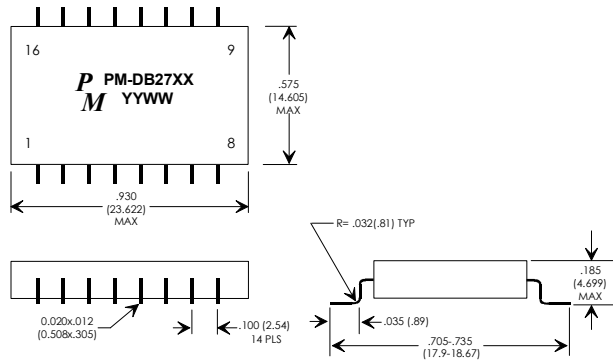 16
9
P
M
PM-DB27XX
YYWW
1
8
.575
(14.605)
MAX
.930
(23.622)
MAX
R= .032(.81) TYP
.185
(4.699)
MAX
0.020x.012
(0.508x.305)
.100 (2.54)
14 PLS
.035 (.89)
.705-.735
(17.9-18.67)